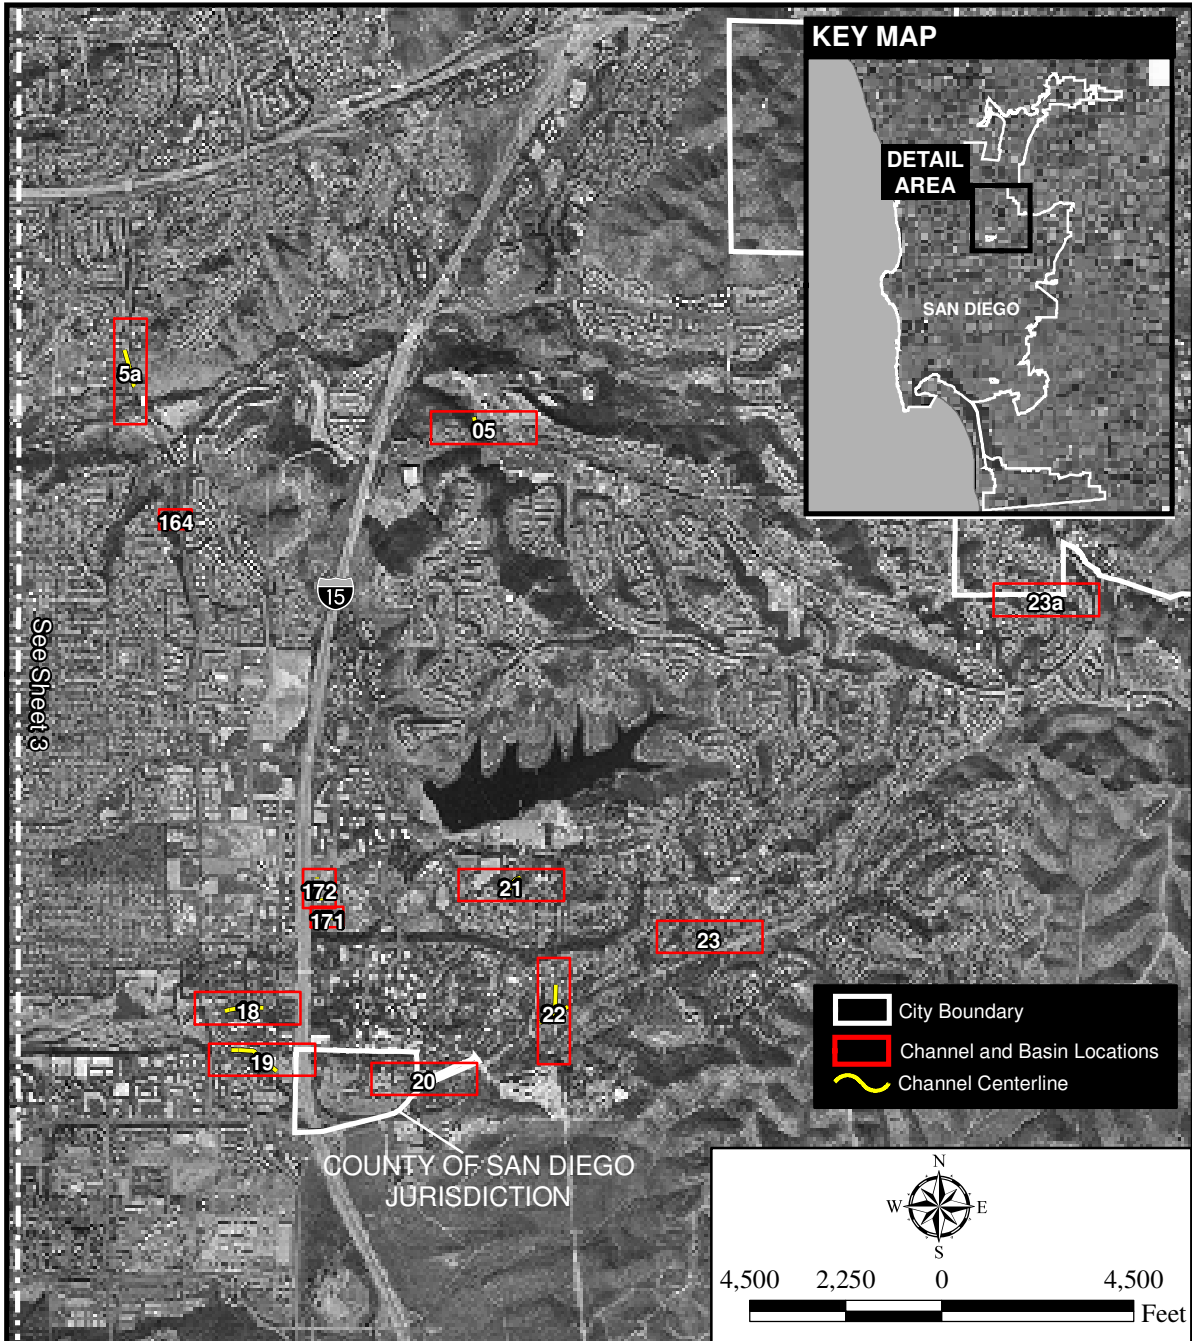 KEY MAP
DETAIL
AREA
SAN DIEGO
5a
05
164
15
23a
See Sheet 3
172
21
171
23
18
22
19
20
City Boundary
Channel and Basin Locations
Channel Centerline
COUNTY OF SAN DIEGO
JURISDICTION
N
W E
S
4,500 2,250 0 4,500
Feet